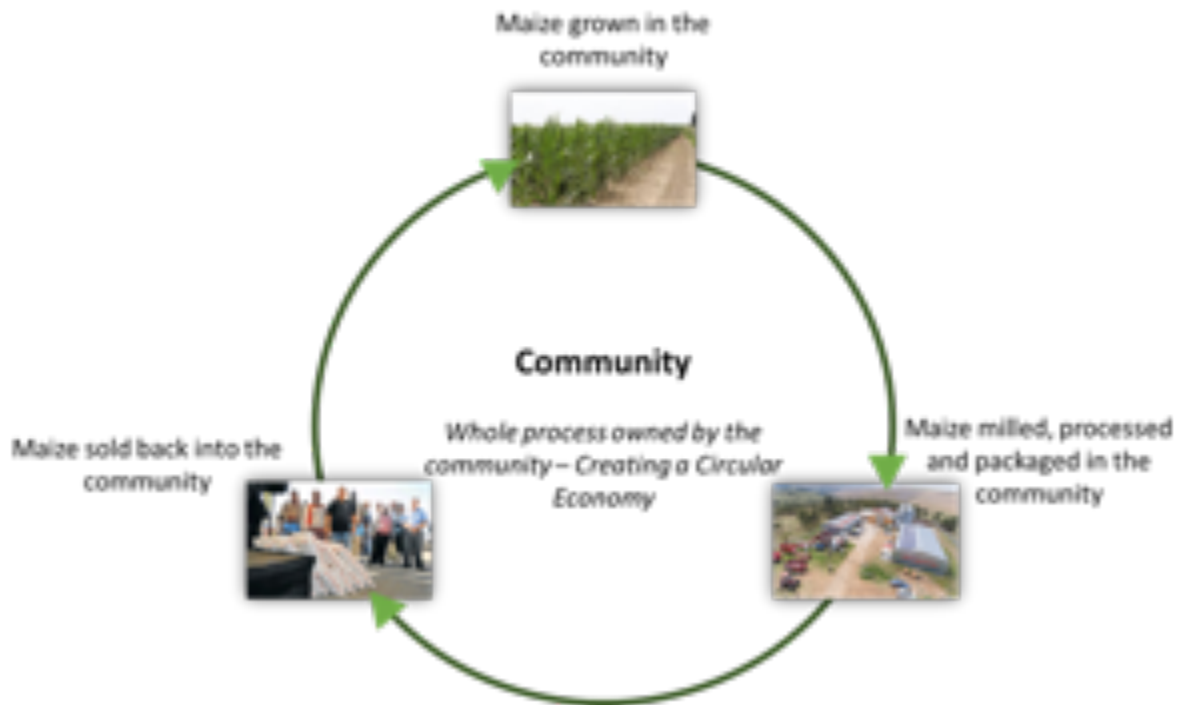 Maize grown in the
community
Community
Whole process owned by the
community – Creating a Circular
Economy
Maize milled, processed
and packaged in the
community
Maize sold back into the
community